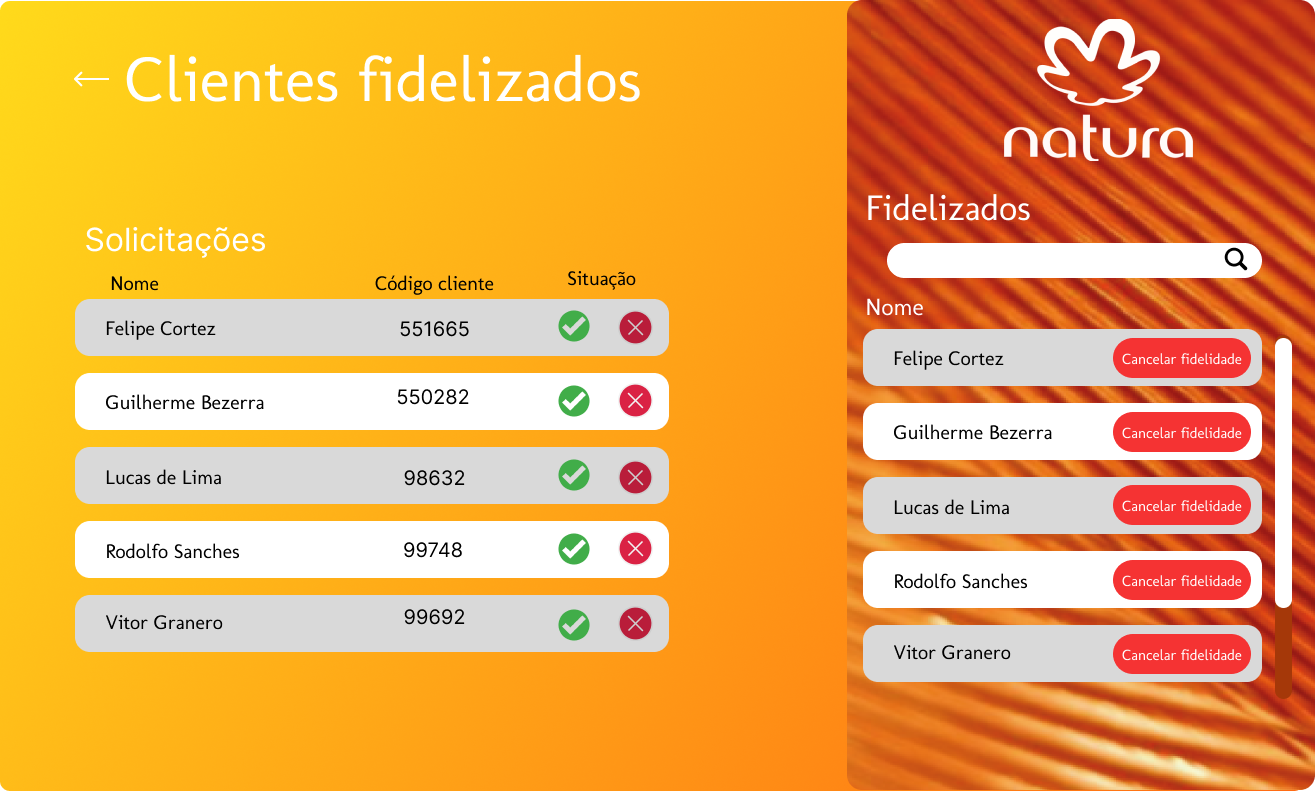 Clientes fidelizados
Solicitações
Nome Código cliente Situação
Felipe Cortez 551665
Guilherme Bezerra 550282
Lucas de Lima 98632
Rodolfo Sanches 99748
Vitor Granero 99692
natura
Fidelizados
Nome
Felipe Cortez Cancelar fidelidade
Guilherme Bezerra Cancelar fidelidade
Lucas de Lima Cancelar fidelidade
Rodolfo Sanches Cancelar fidelidade
Vitor Granero Cancelar fidelidade